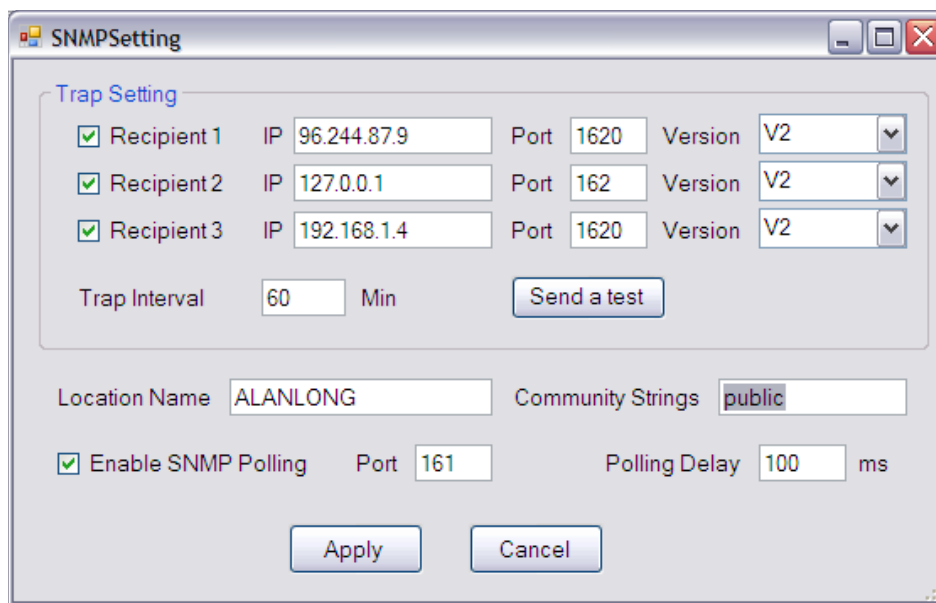 SNMPSetting
Trap Setting
Recipient 1 IP 96.244.87.9 Port 1620 Version V2
Recipient 2 IP 127.0.0.1 Port 162 Version V2
Recipient 3 IP 192.168.1.4 Port 1620 Version V2
Trap Interval 60 Min Send a test
Location Name ALANLONG Community Strings public
Enable SNMP Polling Port 161 Polling Delay 100 ms
Apply Cancel